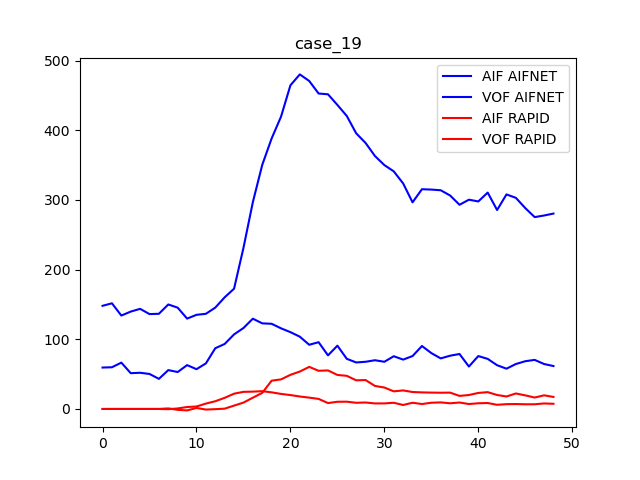 case_19
AIF AIFNET
VOF AIFNET
AIF RAPID
VOF RAPID
500
400
300
200
100
0
0 10 20 30 40 50